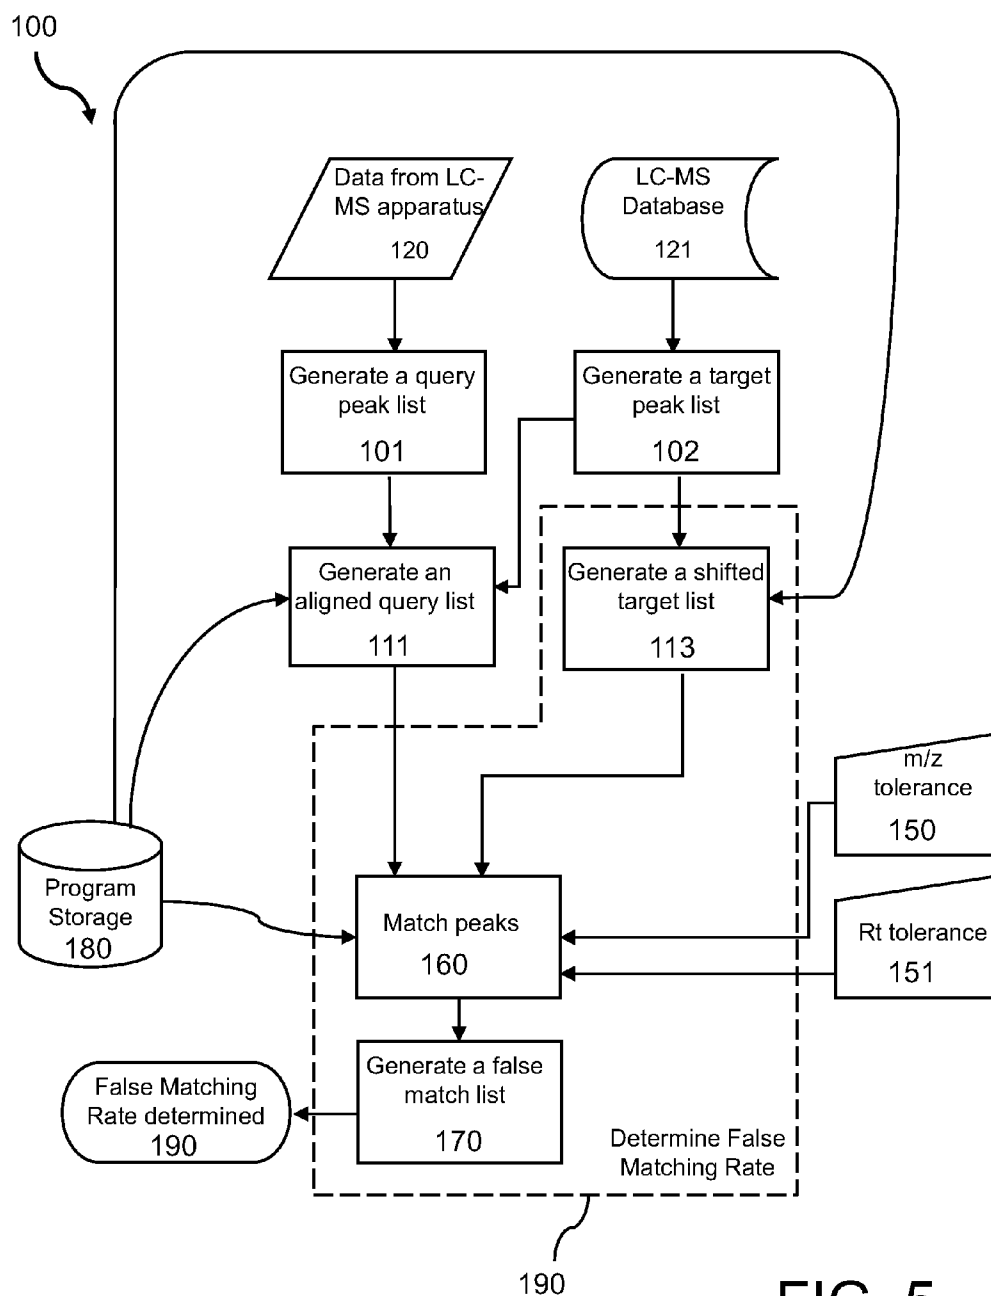 100
Data from LC-
MS apparatus
120
LC-MS
Database
121
Generate a query
peak list
101
Generate a target
peak list
102
Generate an
aligned query list
111
Generate a shifted
target list
113
m/z
tolerance
150
Program
Storage
180
Match peaks
160
Rt tolerance
151
False Matching
Rate determined
190
Generate a false
match list
170
Determine False
Matching Rate
190
FIG. 5